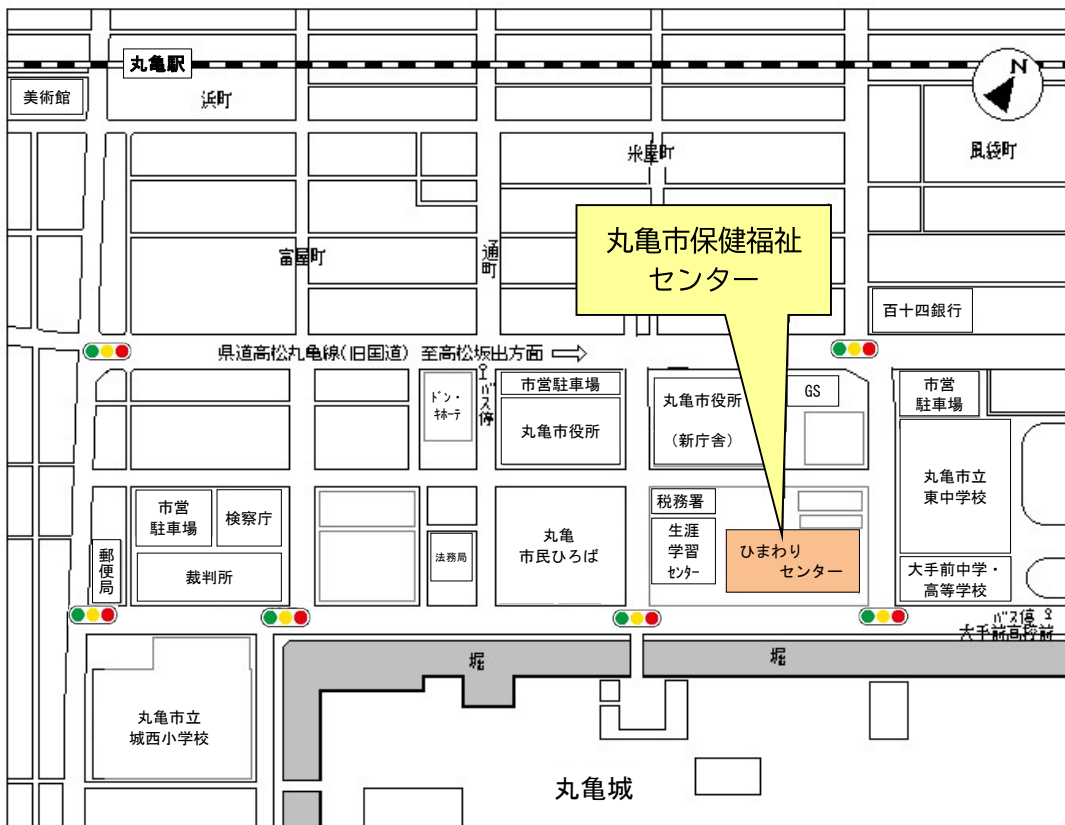 丸亀駅
N
美術館
浜町
米屋町
風袋町
丸亀市保健福祉
センター
富屋町
通町
百十四銀行
県道高松丸亀線(旧国道) 至高松坂出方面
バス停
ドン・
キホーテ
市営駐車場
丸亀市役所
丸亀市役所
(新庁舎)
GS
市営
駐車場
丸亀市立
東中学校
市営
駐車場
検察庁
裁判所
郵便局
法務局
丸亀
市民ひろば
税務署
生涯
学習
センター
ひまわり
センター
大手前中学・
高等学校
バス停
大手前高校前
堀
堀
丸亀市立
城西小学校
丸亀城